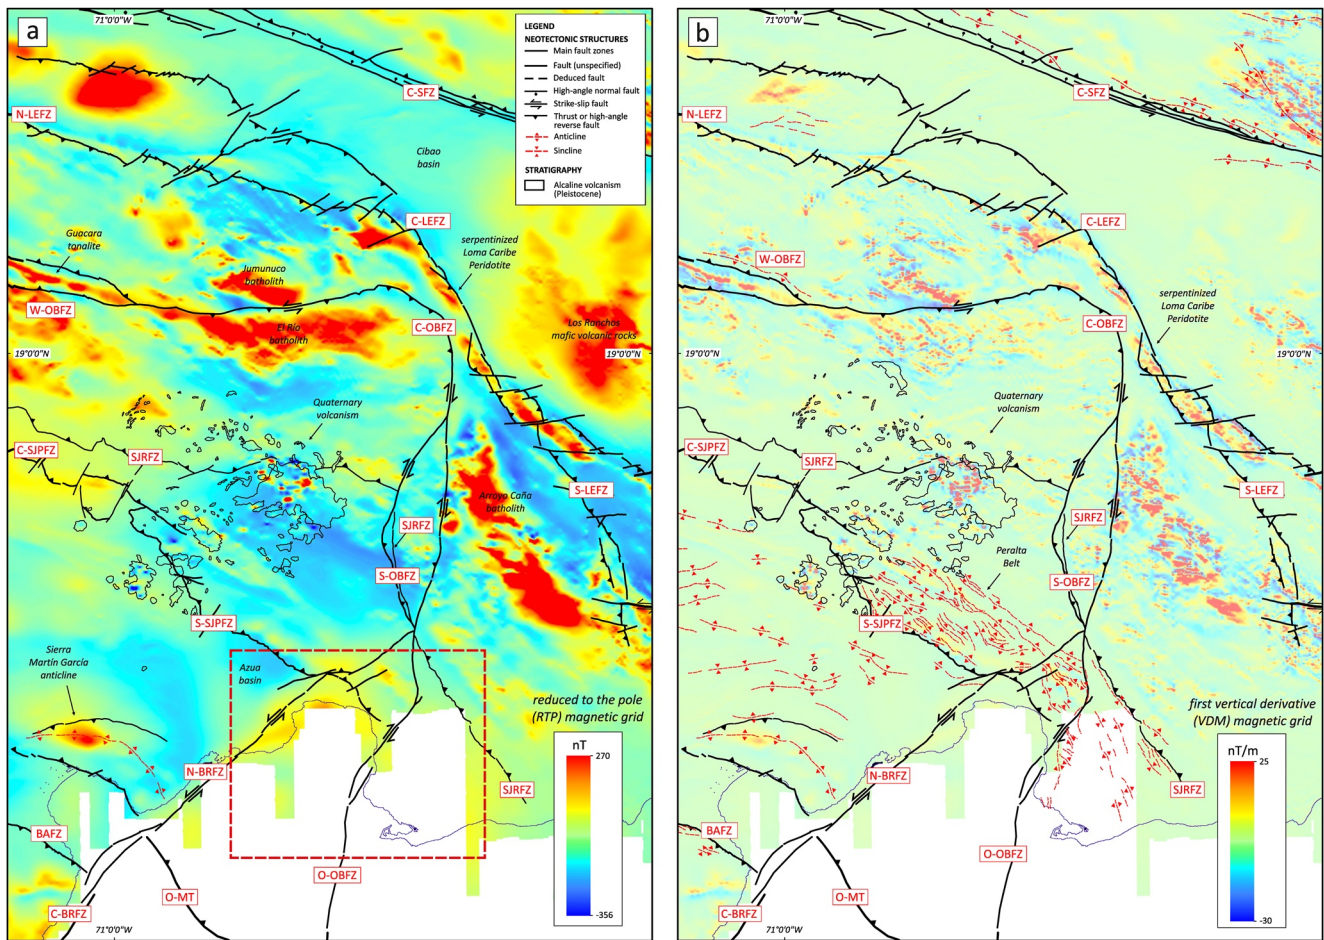 a
71°0'0"W
LEGEND
NEOTECTONIC STRUCTURES
Main fault zones
Fault (unspecified)
Deduced fault
High-angle normal fault
Strike-slip fault
Thrust or high-angle
reverse fault
Anticline
Sincline
STRATIGRAPHY
Alcaline volcanism
(Pleistocene)
C-SFZ
N-LEFZ
Cibao
basin
C-LEFZ
Guacara
tonalite
serpentinized
Loma Caribe
Peridotite
Jumunuco
batholith
W-OBFZ
C-OBFZ
El Río
batholith
Los Ranchos
mafic volcanic rocks
19°0'0"N
19°0'0"N
Quaternary
volcanism
C-SJPFZ
SJRFZ
S-LEFZ
Arroyo Caña
batholith
SJRFZ
S-OBFZ
S-SJPFZ
Sierra
Martín García
anticline
Azua
basin
reduced to the pole
(RTP) magnetic grid
nT
270
-356
N-BRFZ
SJRFZ
BAFZ
O-OBFZ
O-MT
C-BRFZ
71°0'0"W
b
71°0'0"W
C-SFZ
N-LEFZ
C-LEFZ
W-OBFZ
serpentinized
Loma Caribe
Peridotite
C-OBFZ
19°0'0"N
Quaternary
volcanism
C-SJPFZ
SJRFZ
S-LEFZ
SJRFZ
Peralta
Belt
S-OBFZ
S-SJPFZ
first vertical derivative
(VDM) magnetic grid
nT/m
25
-30
N-BRFZ
SJRFZ
BAFZ
O-OBFZ
O-MT
C-BRFZ
71°0'0"W